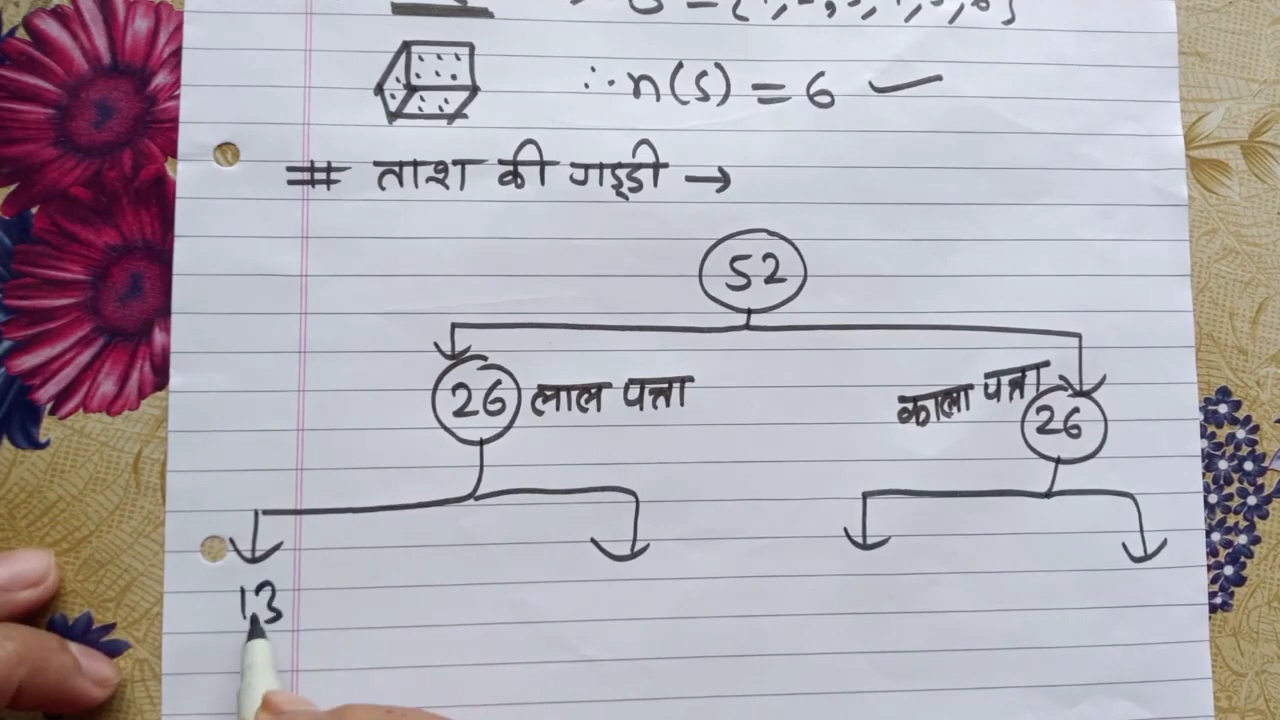 ∴ n(S) = 6
# ताश की गड्डी →
52
26 लाल पत्ता
काला पत्ता 26
13